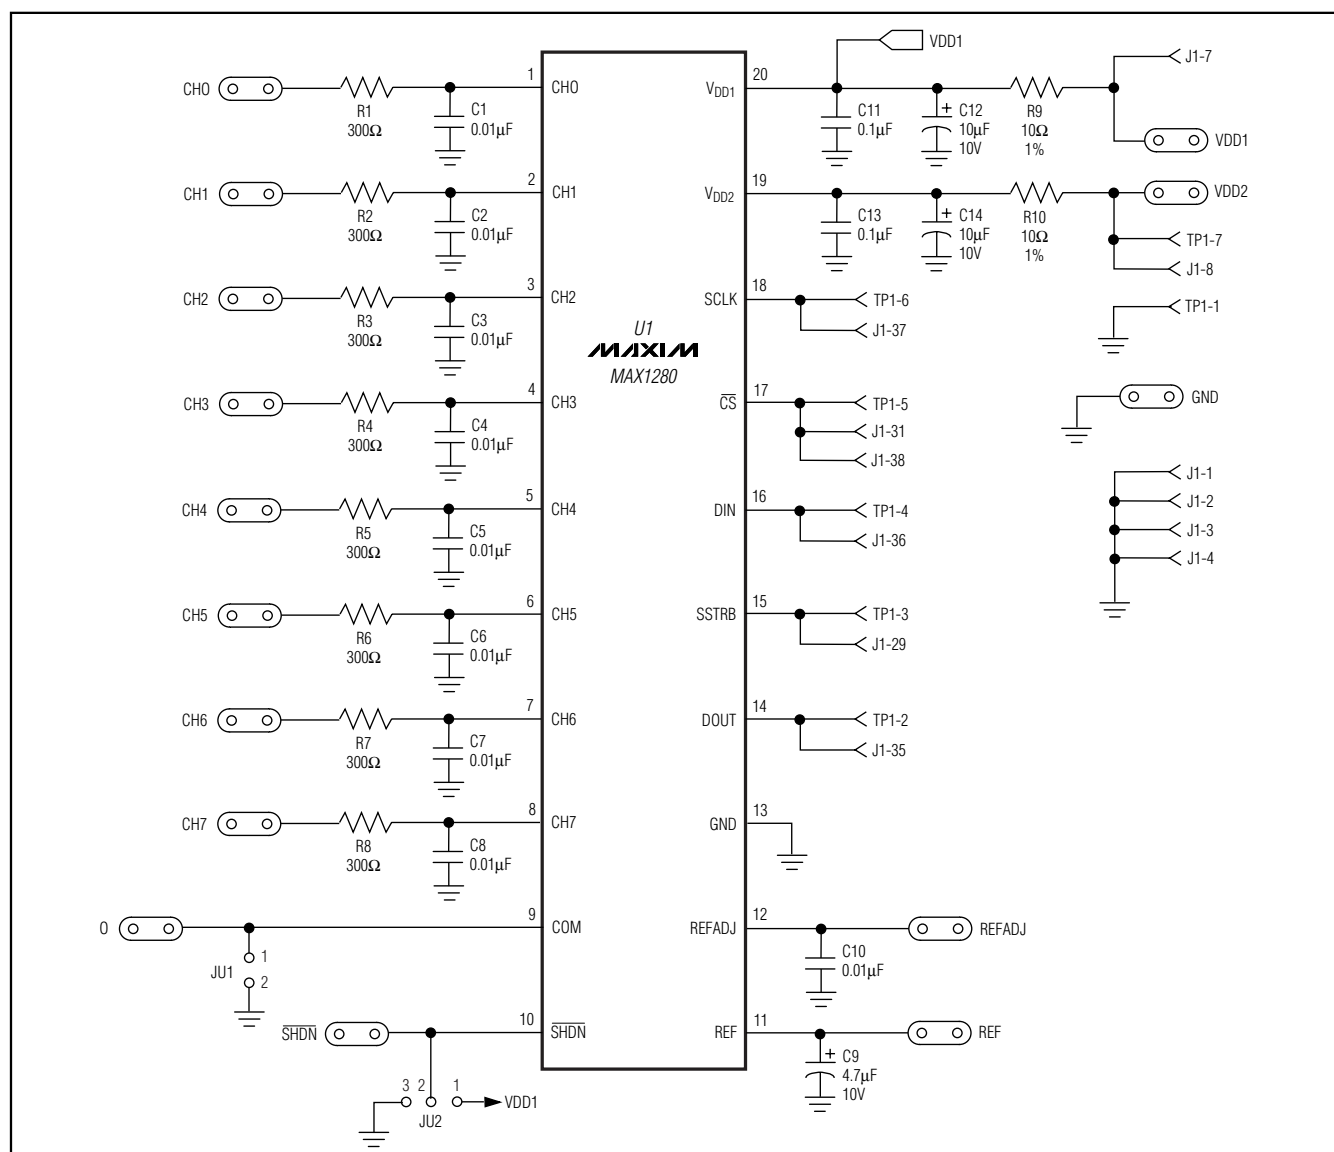 VDD1
CH0
R1
300Ω
C1
0.01µF
1
CH0
CH1
R2
300Ω
C2
0.01µF
2
CH1
CH2
R3
300Ω
C3
0.01µF
3
CH2
CH3
R4
300Ω
C4
0.01µF
4
CH3
CH4
R5
300Ω
C5
0.01µF
5
CH4
CH5
R6
300Ω
C6
0.01µF
6
CH5
CH6
R7
300Ω
C7
0.01µF
7
CH6
CH7
R8
300Ω
C8
0.01µF
8
CH7
O
JU1
1
2
9
COM
SHDN
10
SHDN
3 2 1
VDD1
JU2
U1
MAXIM
MAX1280
VDD1
20
C11
0.1µF
+
C12
10µF
10V
R9
10Ω
1%
J1-7
VDD1
VDD2
19
C13
0.1µF
+
C14
10µF
10V
R10
10Ω
1%
VDD2
TP1-7
J1-8
SCLK
18
TP1-6
J1-37
TP1-1
CS
17
TP1-5
J1-31
J1-38
GND
DIN
16
TP1-4
J1-36
J1-1
J1-2
J1-3
J1-4
SSTRB
15
TP1-3
J1-29
DOUT
14
TP1-2
J1-35
GND
13
REFADJ
12
C10
0.01µF
REFADJ
REF
11
+
C9
4.7µF
10V
REF